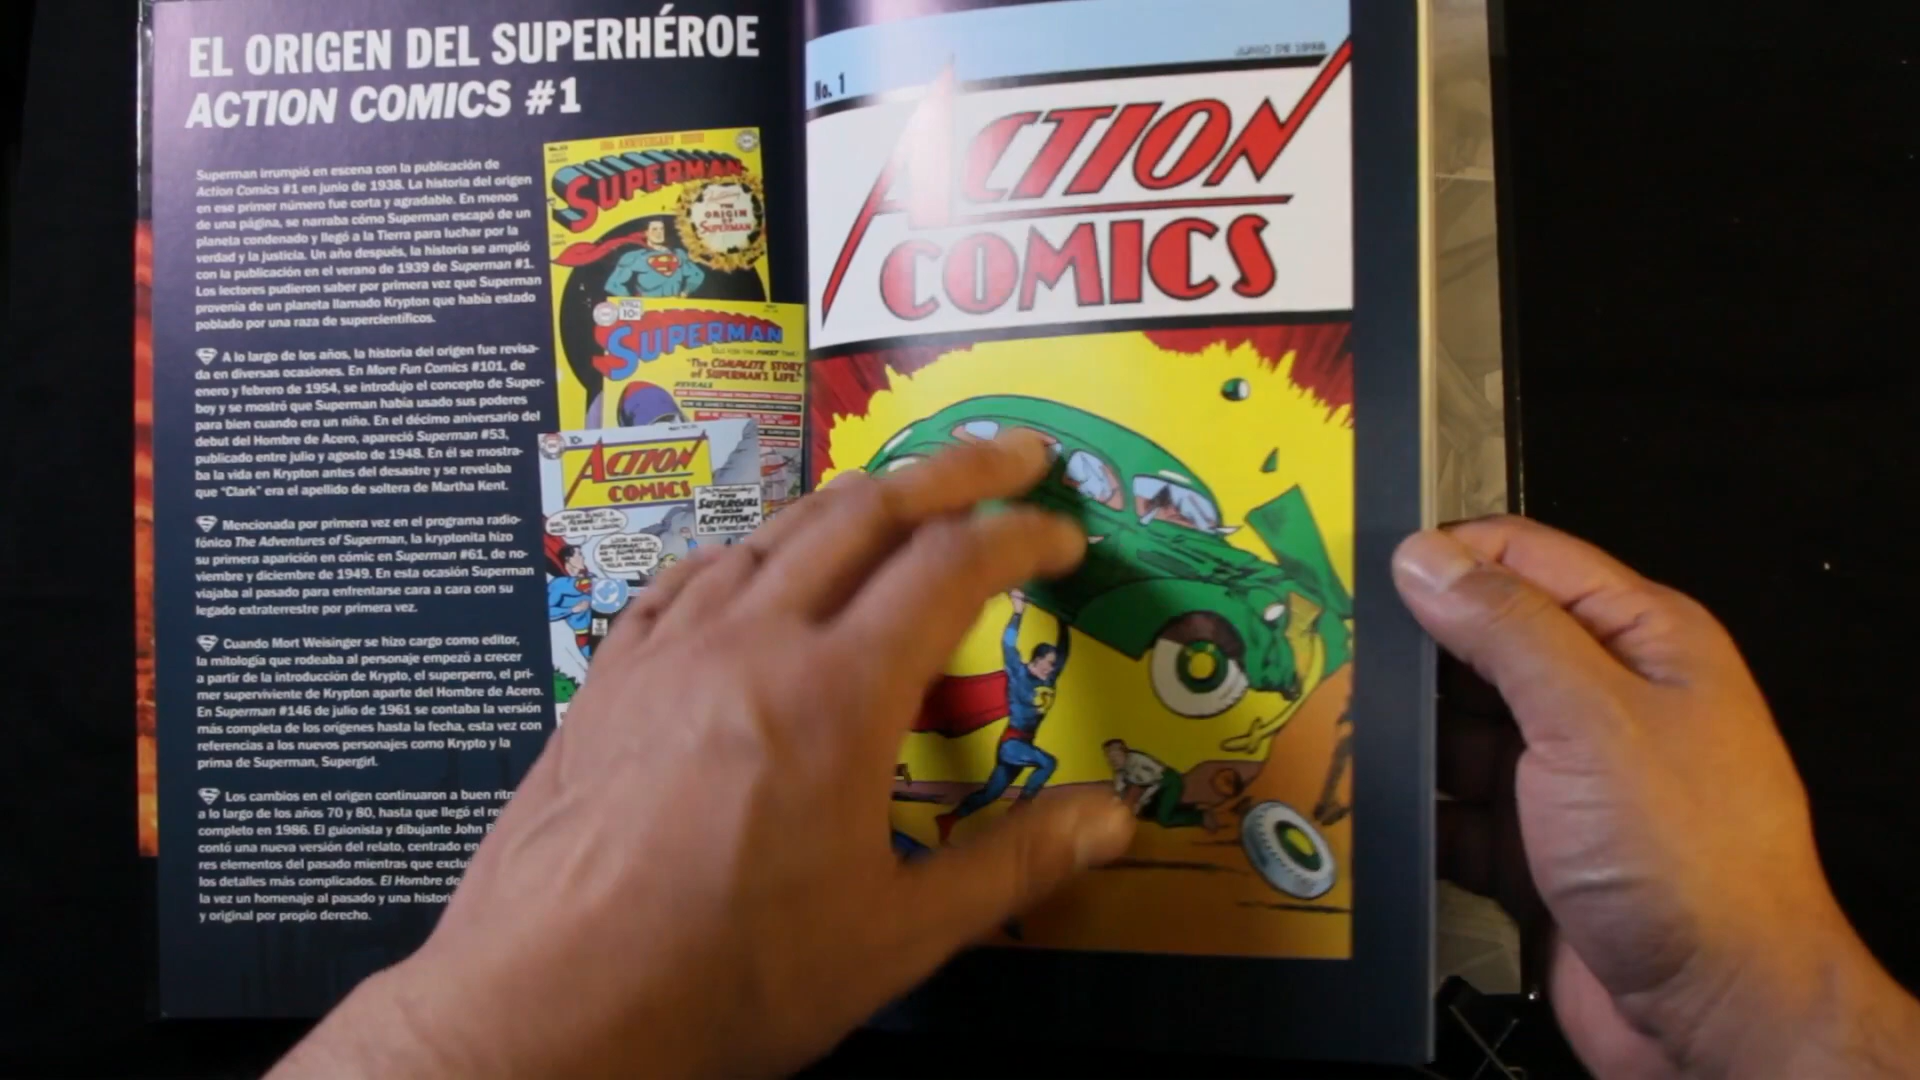 EL ORIGEN DEL SUPERHÉROE
ACTION COMICS #1
Superman irrumpió en escena con la publicación de
Action Comics #1 en junio de 1938. La historia del origen
en ese primer número fue corta y agradable. En menos
de una página, se narraba cómo Superman escapó de un
planeta condenado y llegó a la Tierra para luchar por la
verdad y la justicia. Un año después, la historia se amplió
con la publicación en el verano de 1939 de Superman #1.
Los lectores pudieron saber por primera vez que Superman
provenía de un planeta llamado Krypton que había estado
poblado por una raza de supercientíficos.
A lo largo de los años, la historia del origen fue revisa-
da en diversas ocasiones. En More Fun Comics #101, de
enero y febrero de 1954, se introdujo el concepto de Super-
boy y se mostró que Superman había usado sus poderes
para bien cuando era un niño. En el décimo aniversario del
debut del Hombre de Acero, apareció Superman #53,
publicado entre julio y agosto de 1948. En él se mostra-
ba la vida en Krypton antes del desastre y se revelaba
que "Clark" era el apellido de soltera de Martha Kent.
Mencionada por primera vez en el programa radio-
fónico The Adventures of Superman, la kryptonita hizo
su primera aparición en cómic en Superman #61, de no-
viembre y diciembre de 1949. En esta ocasión Superman
viajaba al pasado para enfrentarse cara a cara con su
legado extraterrestre por primera vez.
Cuando Mort Weisinger se hizo cargo como editor,
la mitología que rodeaba al personaje empezó a crecer
a partir de la introducción de Krypto, el superperro, el pri-
mer superviviente de Krypton aparte del Hombre de Acero.
En Superman #146 de julio de 1961 se contaba la versión
más completa de los orígenes hasta la fecha, esta vez con
referencias a los nuevos personajes como Krypto y la
prima de Superman, Supergirl.
Los cambios en el origen continuaron a buen
a lo largo de los años 70 y 80, hasta que llegó el
completo en 1986. El guionista y dibujante John
contó una nueva versión del relato, centrado en
res elementos del pasado mientras que
los detalles más complicados. El Hombre de
la vez un homenaje al pasado y una
y original por propio derecho.
10th ANNIVERSARY ISSUE
SUPERMAN
THE
ORIGIN
OF
SUPERMAN
10¢
SUPERMAN
TOLD FOR THE FIRST TIME!
"The COMPLETE STORY
of SUPERMAN'S LIFE!"
REVEALS
10¢
ACTION
COMICS
"THE
SUPERGIRL
FROM
KRYPTON!"
LOOK AGAIN,
SUPERMAN!
JUNIO DE 1938
No. 1
ACTION
COMICS